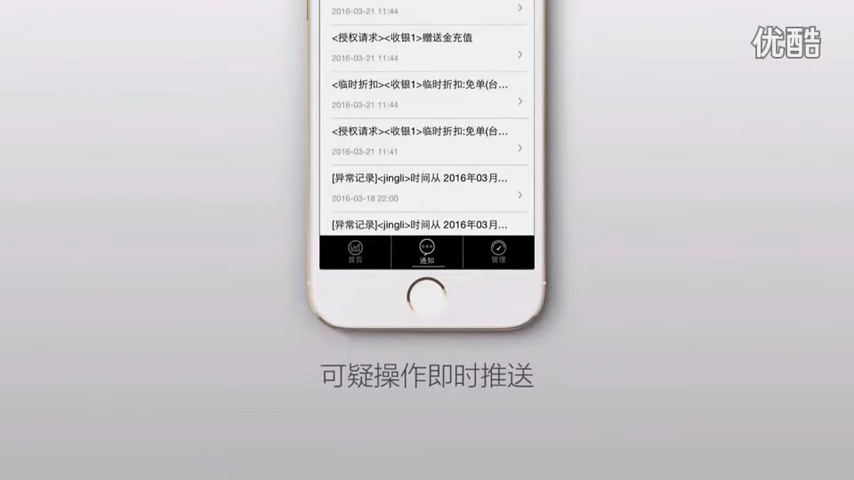 优酷
2016-03-21 11:44
<授权请求><收银1>赠送金充值
2016-03-21 11:44
<临时折扣><收银1>临时折扣:免单(台...
2016-03-21 11:44
<授权请求><收银1>临时折扣:免单(台...
2016-03-21 11:41
[异常记录]<jingli>时间从 2016年03月...
2016-03-18 22:00
[异常记录]<jingli>时间从 2016年03月...
首页 通知 管理
可疑操作即时推送